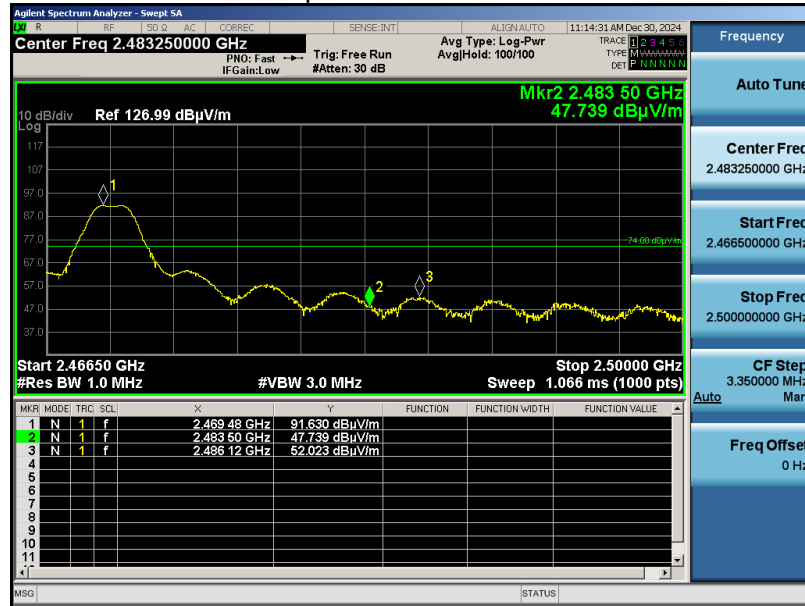 Agilent Spectrum Analyzer - Swept SA
LXI R RF 50 Ω AC CORREC SENSE:INT ALIGN AUTO 11:14:31 AM Dec 30, 2024
Center Freq 2.483250000 GHz
PNO: Fast
IFGain:Low
Trig: Free Run
#Atten: 30 dB
Avg Type: Log-Pwr
Avg|Hold: 100/100
TRACE 1 2 3 4 5 6
TYPE M
DET P N N N N N
Mkr2 2.483 50 GHz
47.739 dBµV/m
10 dB/div Ref 126.99 dBµV/m
Log
117
107
97.0
87.0
77.0
67.0
57.0
47.0
37.0
74.00 dBµV/m
1
2
3
Start 2.46650 GHz Stop 2.50000 GHz
#Res BW 1.0 MHz #VBW 3.0 MHz Sweep 1.066 ms (1000 pts)
MKR MODE TRC SCL X Y FUNCTION FUNCTION WIDTH FUNCTION VALUE
1 N 1 f 2.469 48 GHz 91.630 dBµV/m
2 N 1 f 2.483 50 GHz 47.739 dBµV/m
3 N 1 f 2.486 12 GHz 52.023 dBµV/m
4
5
6
7
8
9
10
11
MSG STATUS
Frequency
Auto Tune
Center Freq
2.483250000 GHz
Start Freq
2.466500000 GHz
Stop Freq
2.500000000 GHz
CF Step
3.350000 MHz
Auto Man
Freq Offset
0 Hz